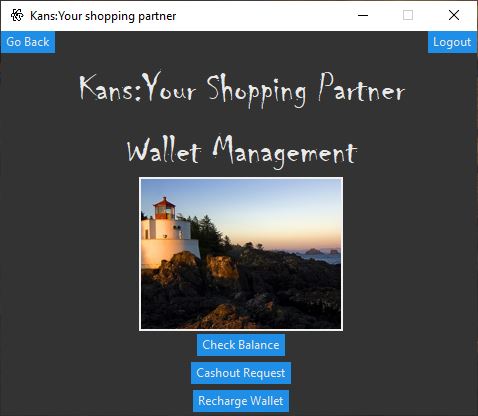 Kans:Your shopping partner
Go Back
Logout
Kans:Your Shopping Partner
Wallet Management
Check Balance
Cashout Request
Recharge Wallet